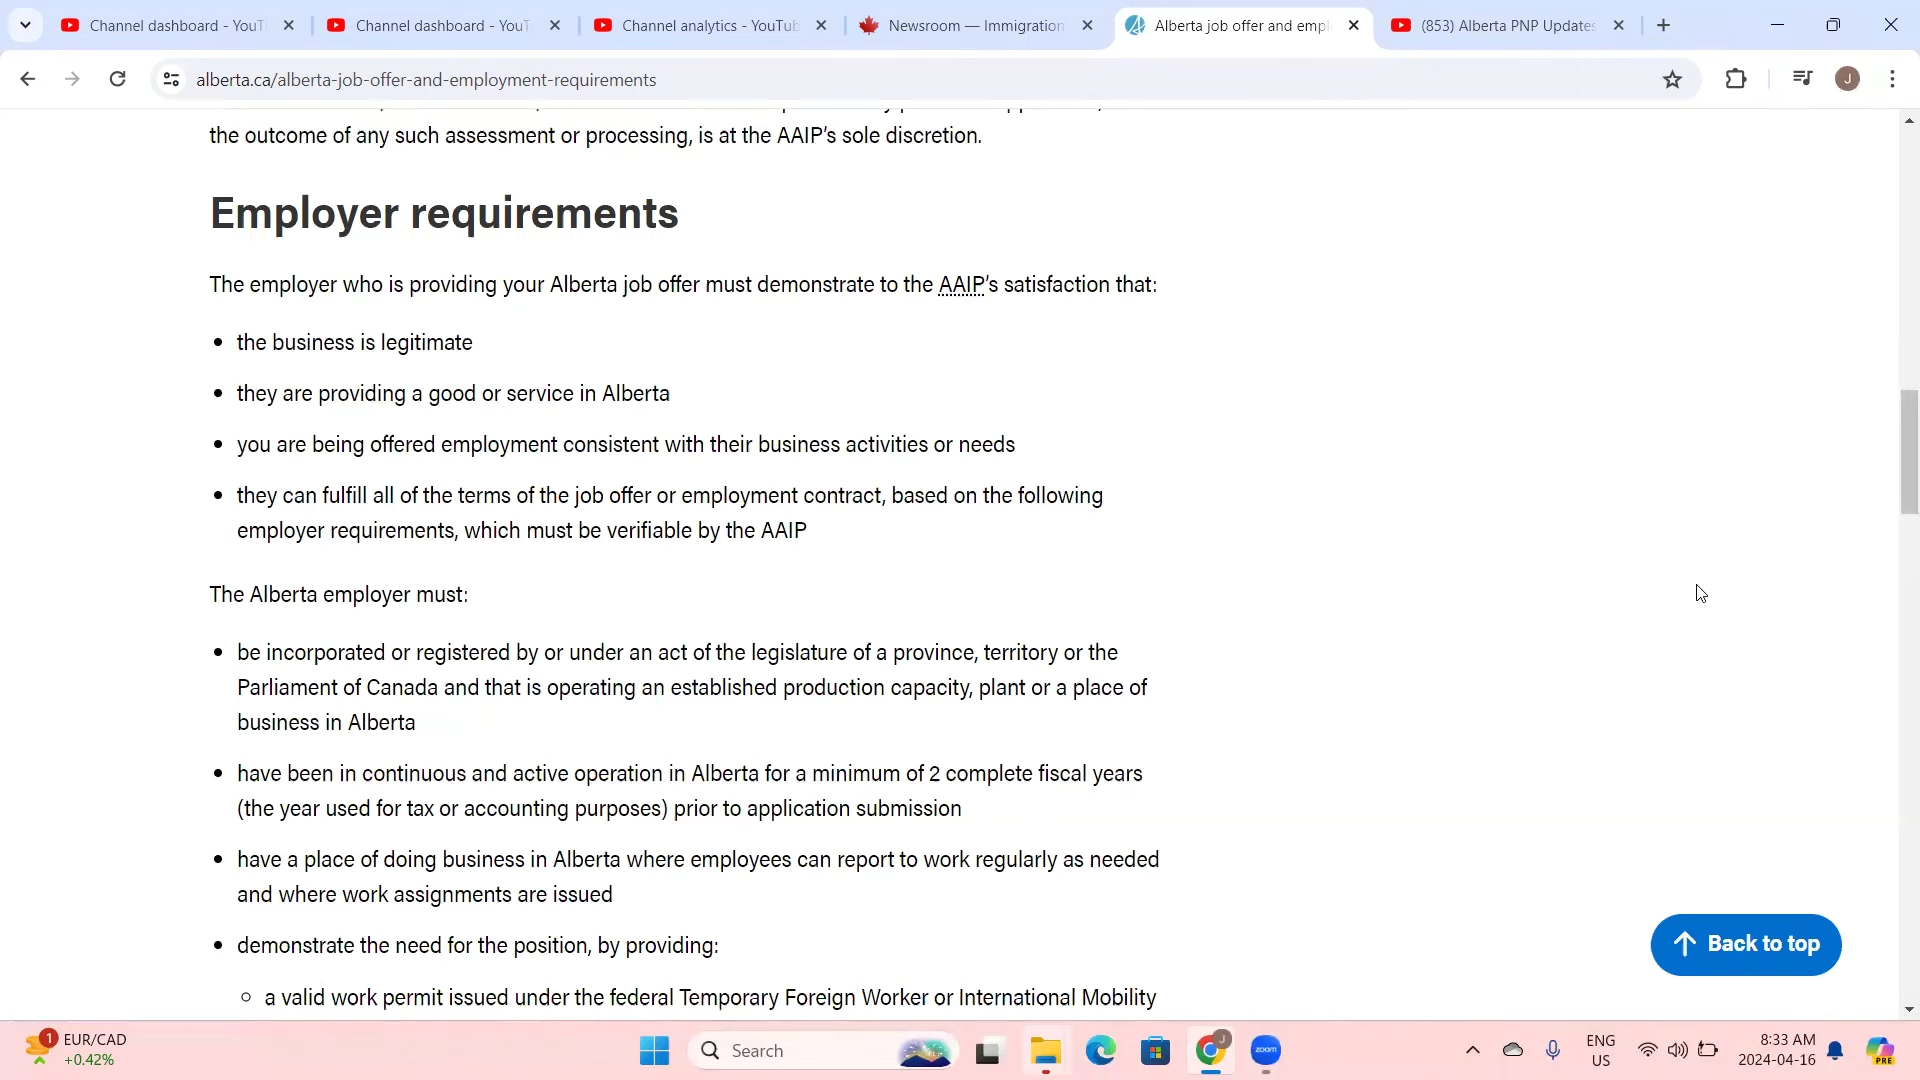 Channel dashboard - YouT
Channel dashboard - YouT
Channel analytics - YouTub
Newsroom — Immigration
Alberta job offer and empl
(853) Alberta PNP Updates
alberta.ca/alberta-job-offer-and-employment-requirements
J
the outcome of any such assessment or processing, is at the AAIP's sole discretion.
Employer requirements
The employer who is providing your Alberta job offer must demonstrate to the AAIP's satisfaction that:
• the business is legitimate
• they are providing a good or service in Alberta
• you are being offered employment consistent with their business activities or needs
• they can fulfill all of the terms of the job offer or employment contract, based on the following
employer requirements, which must be verifiable by the AAIP
The Alberta employer must:
• be incorporated or registered by or under an act of the legislature of a province, territory or the
Parliament of Canada and that is operating an established production capacity, plant or a place of
business in Alberta
• have been in continuous and active operation in Alberta for a minimum of 2 complete fiscal years
(the year used for tax or accounting purposes) prior to application submission
• have a place of doing business in Alberta where employees can report to work regularly as needed
and where work assignments are issued
• demonstrate the need for the position, by providing:
Back to top
○ a valid work permit issued under the federal Temporary Foreign Worker or International Mobility
1
EUR/CAD
+0.42%
Search
J
zoom
ENG
US
8:33 AM
2024-04-16
PRE